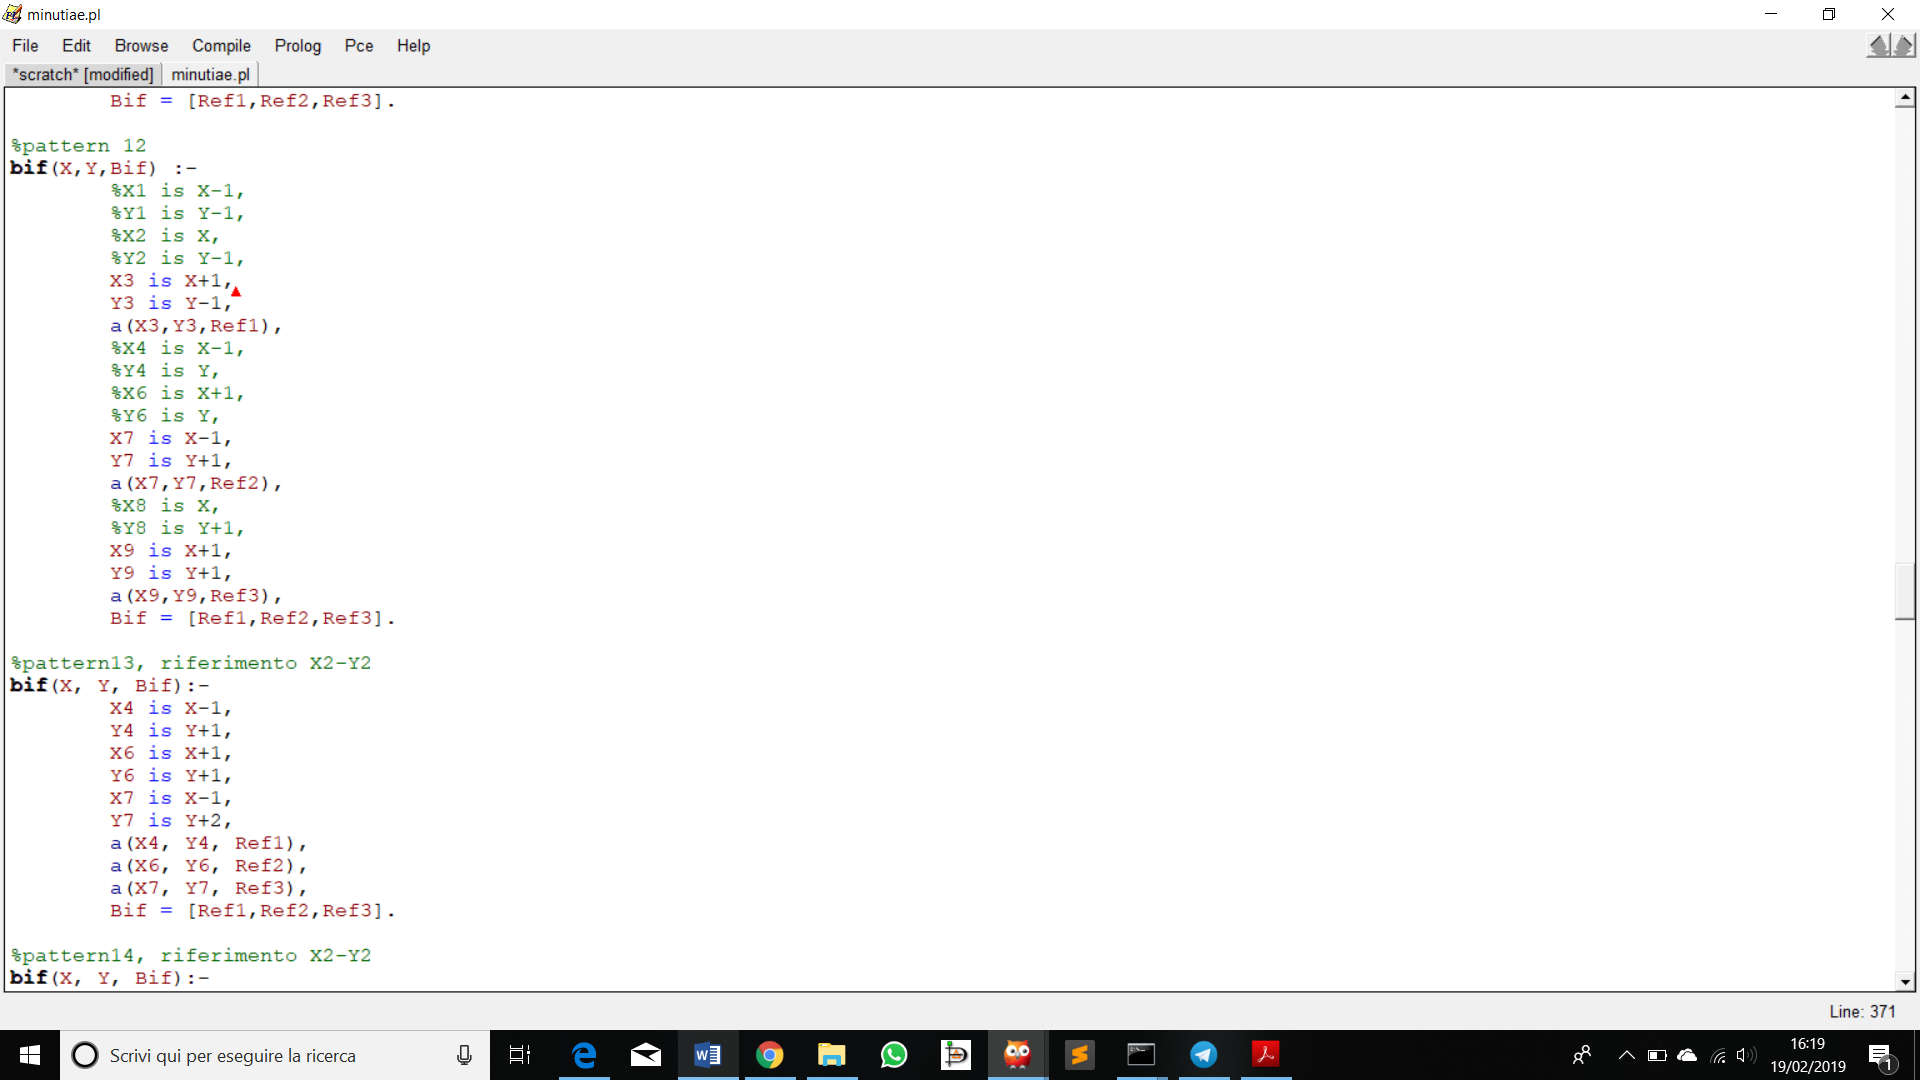 minutiae.pl
File Edit Browse Compile Prolog Pce Help
*scratch* [modified] minutiae.pl
Bif = [Ref1,Ref2,Ref3].
%pattern 12
bif(X,Y,Bif) :-
%X1 is X-1,
%Y1 is Y-1,
%X2 is X,
%Y2 is Y-1,
X3 is X+1,
Y3 is Y-1,
a(X3,Y3,Ref1),
%X4 is X-1,
%Y4 is Y,
%X6 is X+1,
%Y6 is Y,
X7 is X-1,
Y7 is Y+1,
a(X7,Y7,Ref2),
%X8 is X,
%Y8 is Y+1,
X9 is X+1,
Y9 is Y+1,
a(X9,Y9,Ref3),
Bif = [Ref1,Ref2,Ref3].
%pattern13, riferimento X2-Y2
bif(X, Y, Bif):-
X4 is X-1,
Y4 is Y+1,
X6 is X+1,
Y6 is Y+1,
X7 is X-1,
Y7 is Y+2,
a(X4, Y4, Ref1),
a(X6, Y6, Ref2),
a(X7, Y7, Ref3),
Bif = [Ref1,Ref2,Ref3].
%pattern14, riferimento X2-Y2
bif(X, Y, Bif):-
Line: 371
Scrivi qui per eseguire la ricerca
16:19
19/02/2019
1